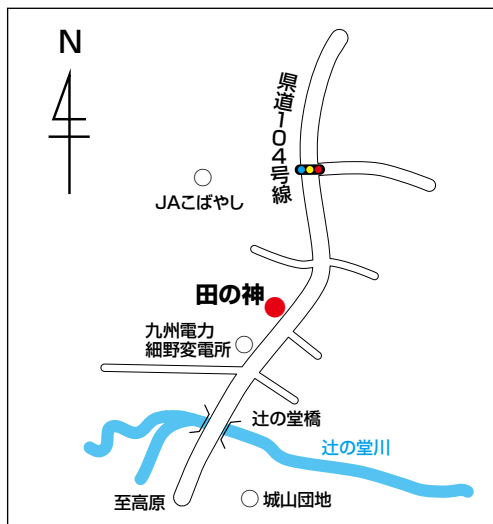 N
県道104号線
JAこばやし
田の神
九州電力
細野変電所
辻の堂橋
辻の堂川
至高原
城山団地